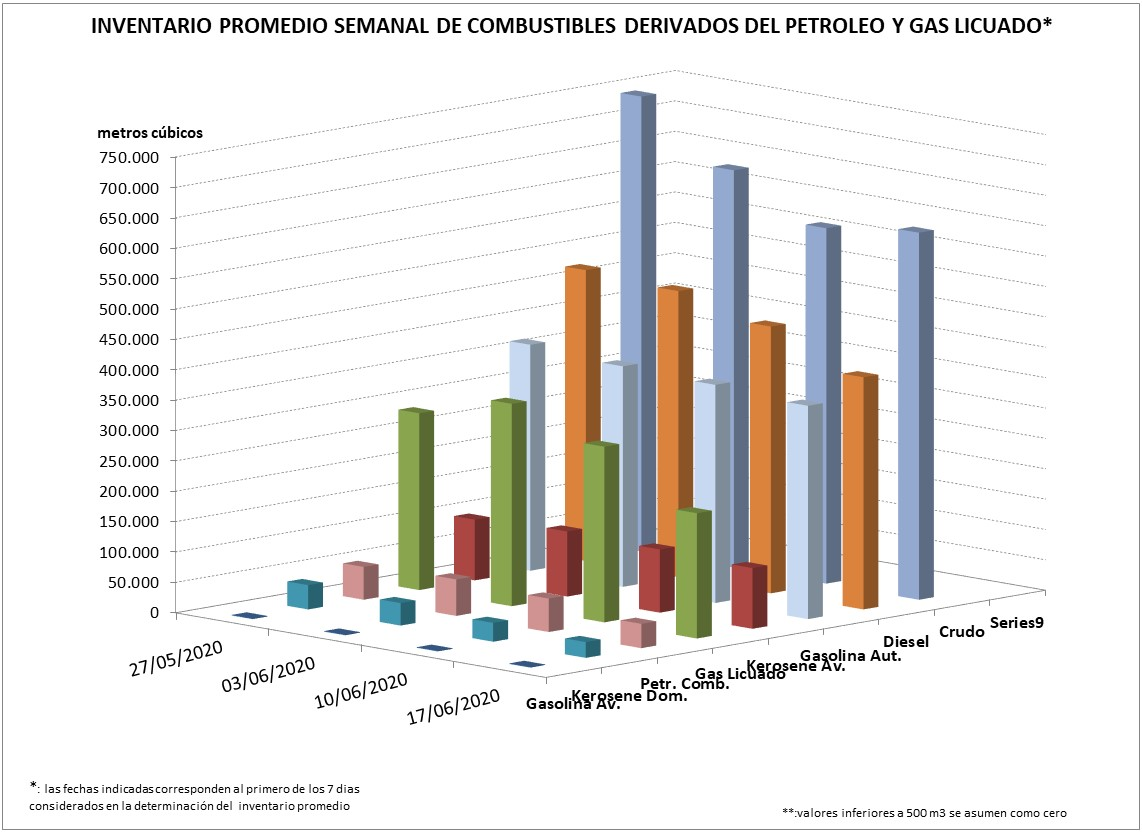 INVENTARIO PROMEDIO SEMANAL DE COMBUSTIBLES DERIVADOS DEL PETROLEO Y GAS LICUADO*
metros cúbicos
750.000
700.000
650.000
600.000
550.000
500.000
450.000
400.000
350.000
300.000
250.000
200.000
150.000
100.000
50.000
0
27/05/2020
03/06/2020
10/06/2020
17/06/2020
Gasolina Av.
Kerosene Dom.
Petr. Comb.
Gas Licuado
Kerosene Av.
Gasolina Aut.
Diesel
Crudo
Series9
*: las fechas indicadas corresponden al primero de los 7 dias
considerados en la determinación del inventario promedio
**:valores inferiores a 500 m3 se asumen como cero